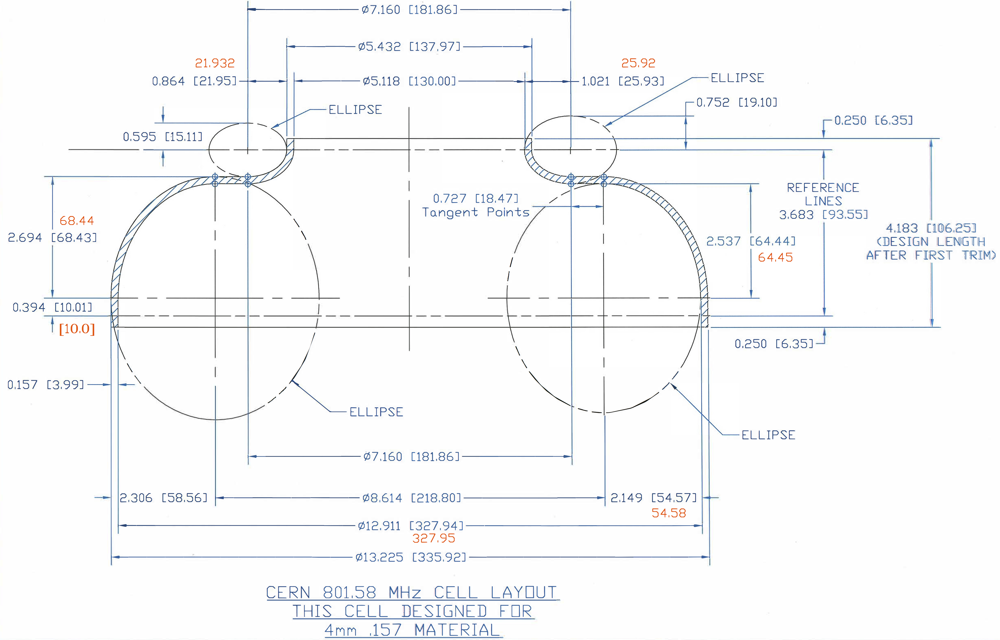 Ø7.160 [181.86]
Ø5.432 [137.97]
21.932
25.92
0.864 [21.95]
Ø5.118 [130.00]
1.021 [25.93]
ELLIPSE
0.752 [19.10]
ELLIPSE
0.250 [6.35]
0.595 [15.11]
REFERENCE
LINES
3.683 [93.55]
0.727 [18.47]
Tangent Points
68.44
2.694 [68.43]
2.537 [64.44]
64.45
4.183 [106.25]
(DESIGN LENGTH
AFTER FIRST TRIM)
0.394 [10.01]
[10.0]
0.250 [6.35]
0.157 [3.99]
ELLIPSE
ELLIPSE
Ø7.160 [181.86]
2.306 [58.56]
Ø8.614 [218.80]
2.149 [54.57]
54.58
Ø12.911 [327.94]
327.95
Ø13.225 [335.92]
CERN 801.58 MHz CELL LAYOUT
THIS CELL DESIGNED FOR
4mm .157 MATERIAL